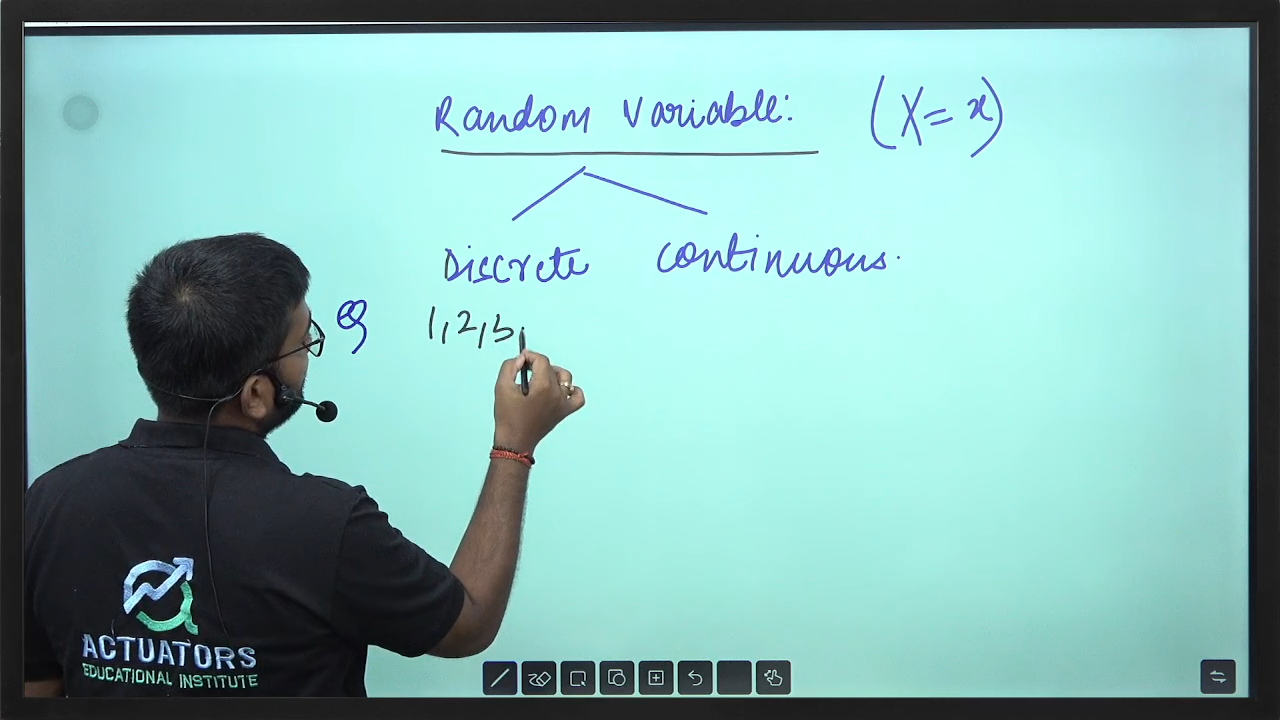 Random Variable: (X = x)
Discrete continuous.
eg 1, 2, 3,
ACTUATORS
EDUCATIONAL INSTITUTE